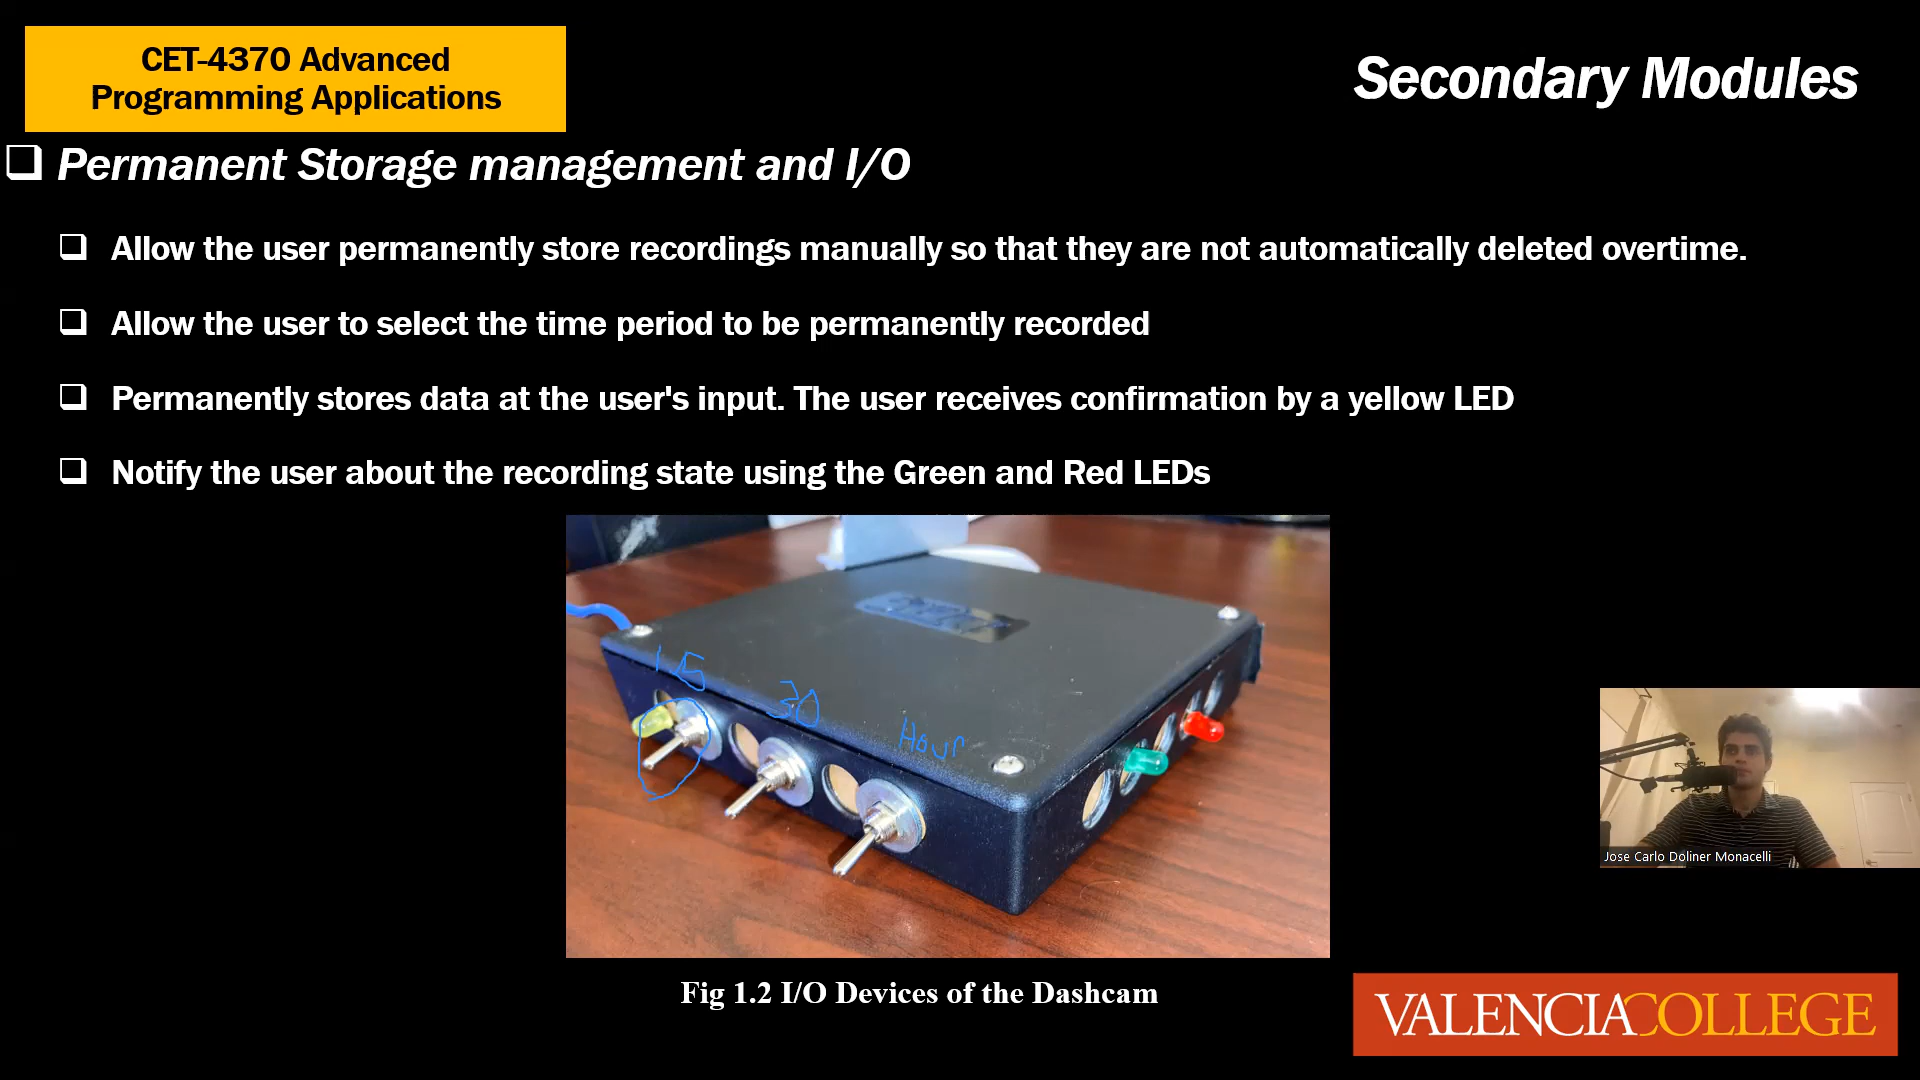 CET-4370 Advanced
Programming Applications
Secondary Modules
Permanent Storage management and I/O
Allow the user permanently store recordings manually so that they are not automatically deleted overtime.
Allow the user to select the time period to be permanently recorded
Permanently stores data at the user's input. The user receives confirmation by a yellow LED
Notify the user about the recording state using the Green and Red LEDs
15
30
Hour
Jose Carlo Doliner Monacelli
Fig 1.2 I/O Devices of the Dashcam
VALENCIACOLLEGE